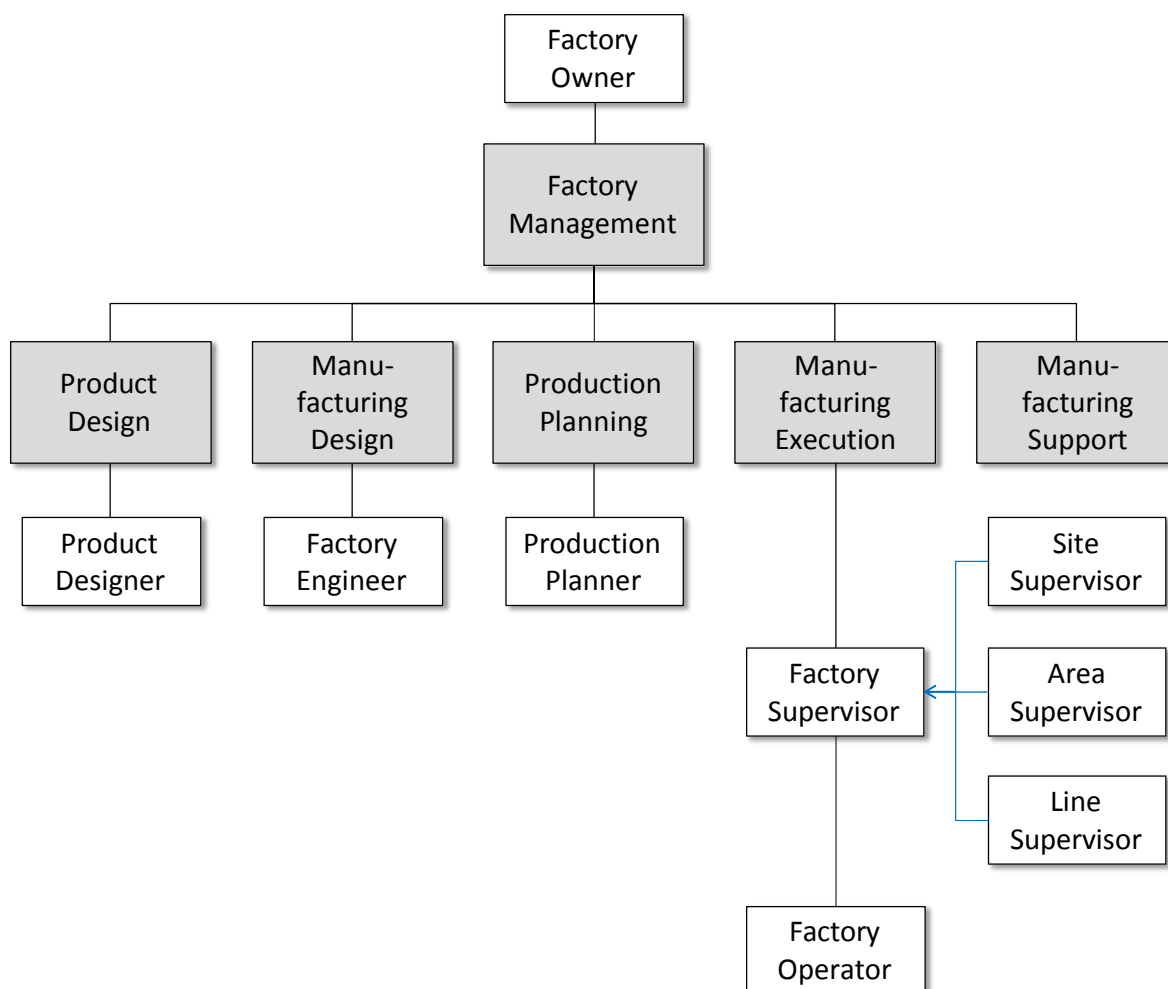 Factory
Owner
Factory
Management
Product
Design
Manu-
facturing
Design
Production
Planning
Manu-
facturing
Execution
Manu-
facturing
Support
Product
Designer
Factory
Engineer
Production
Planner
Site
Supervisor
Factory
Supervisor
Area
Supervisor
Line
Supervisor
Factory
Operator